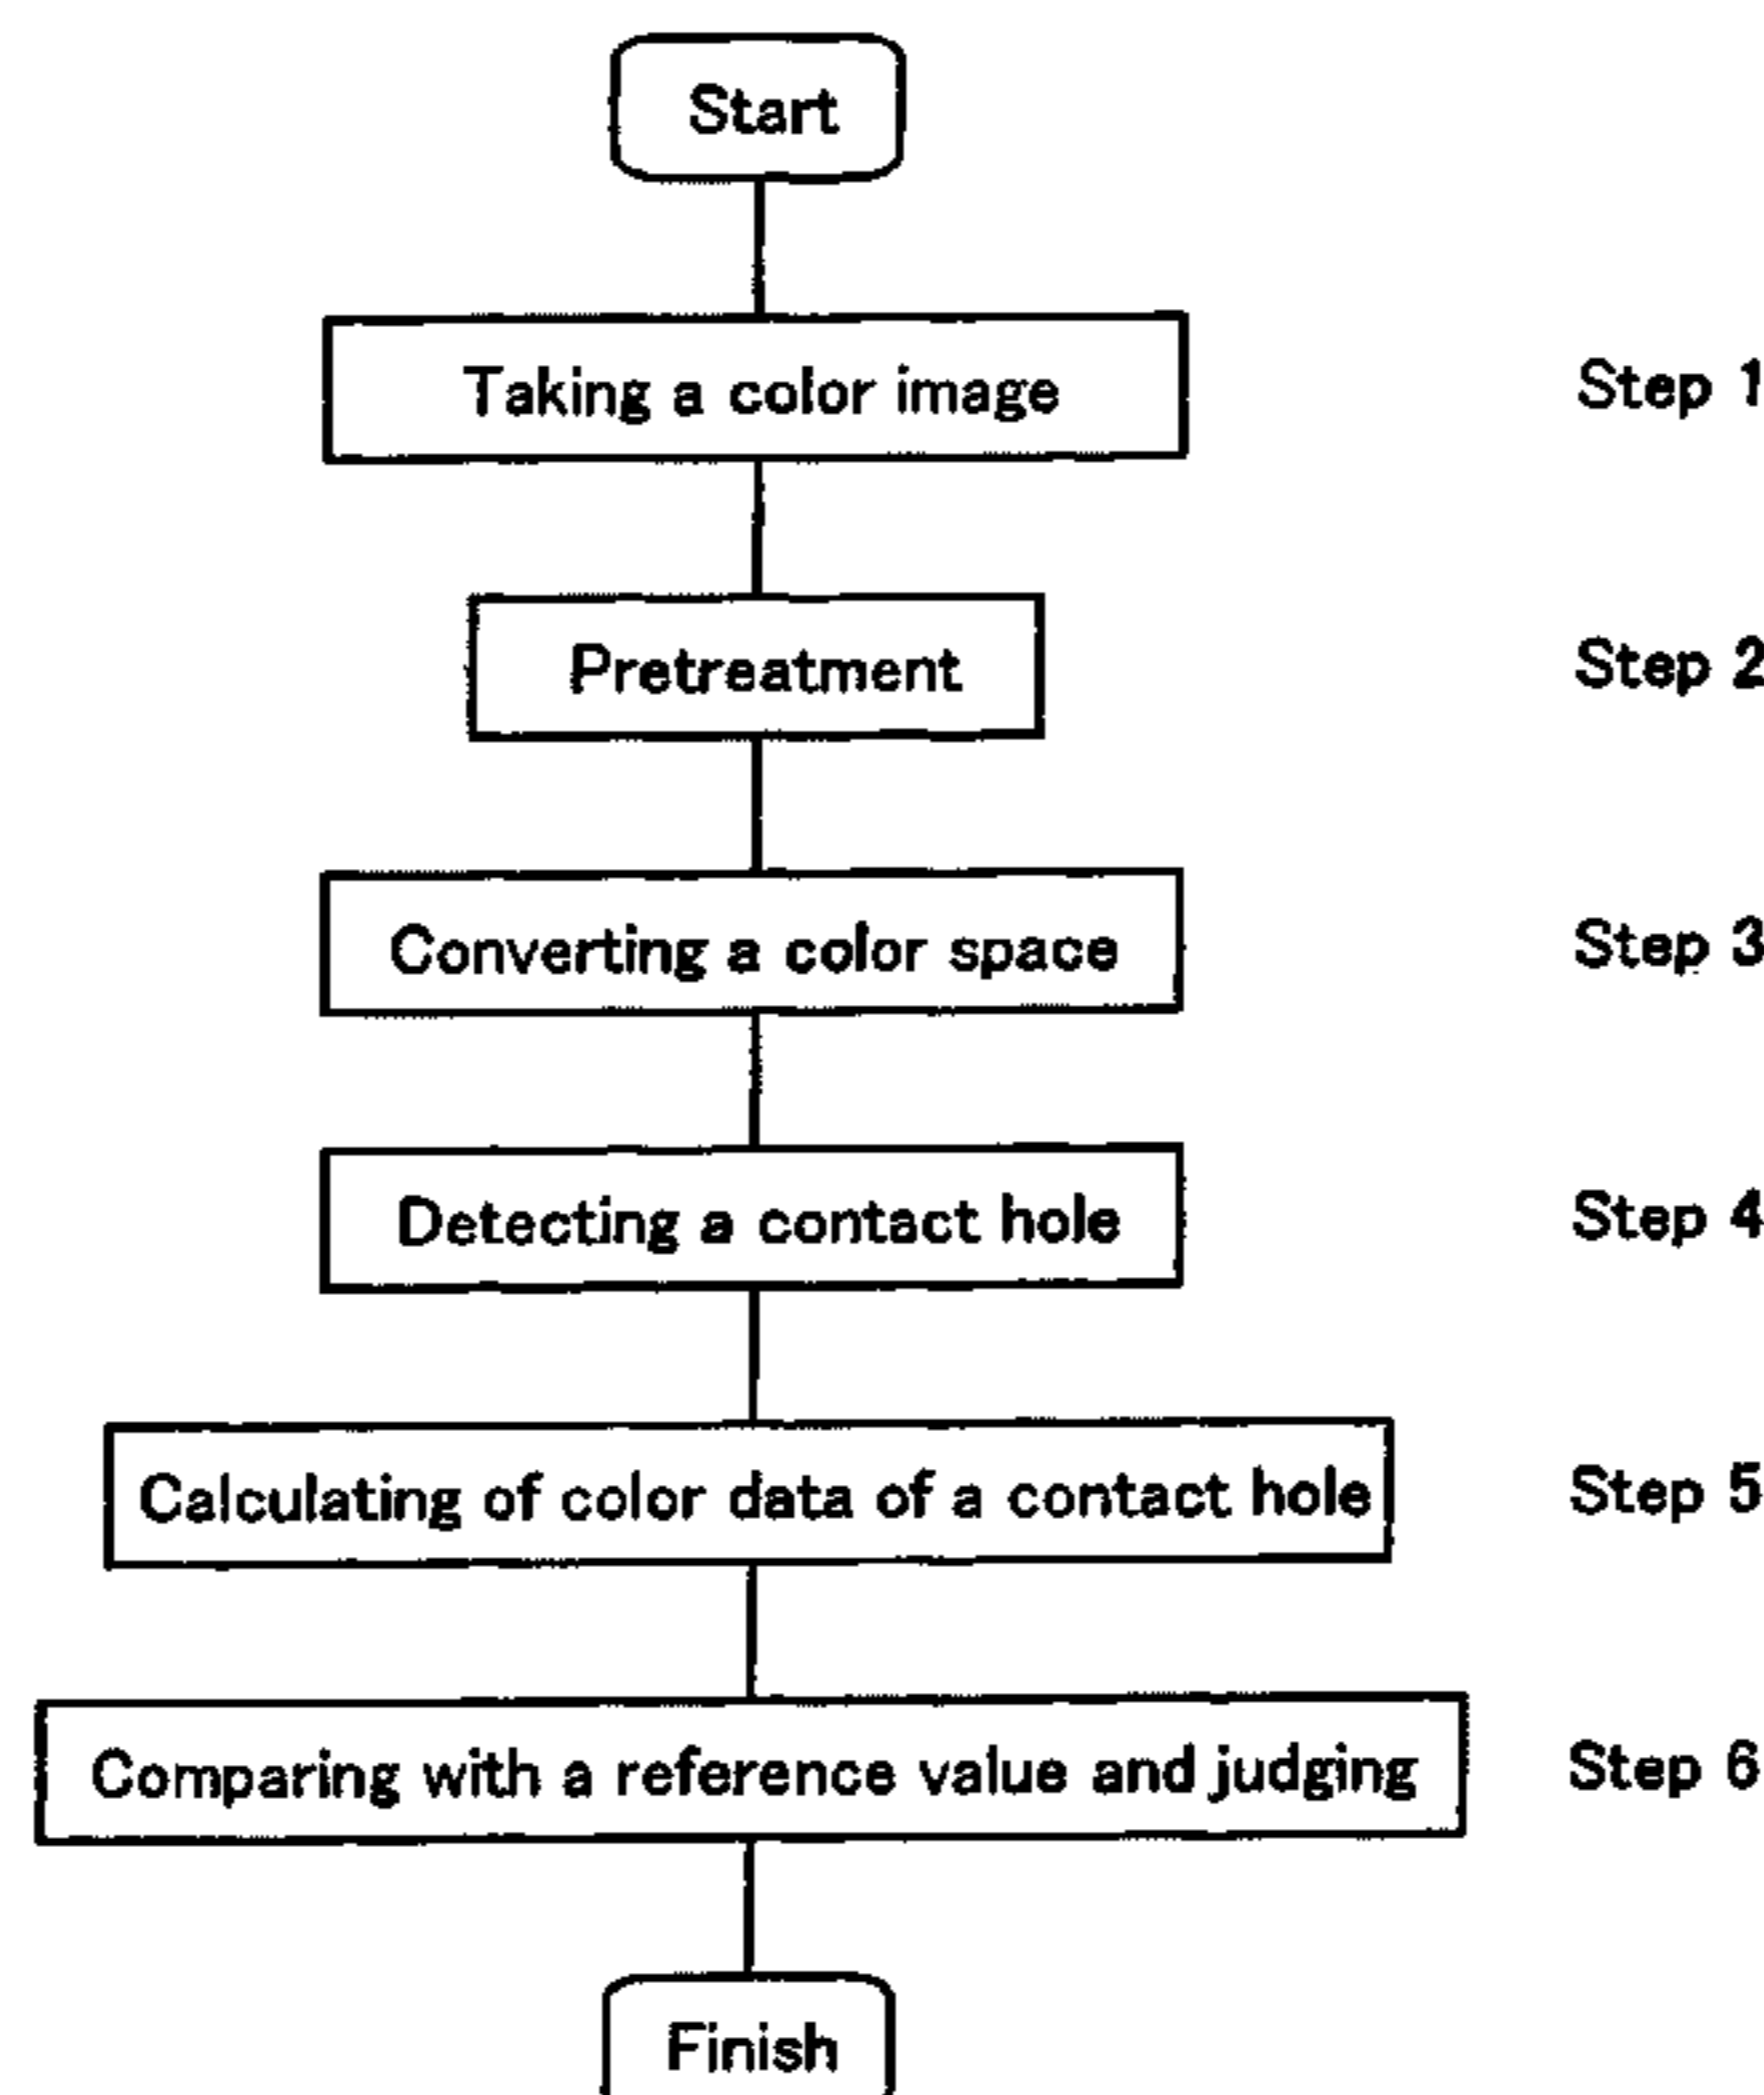 Start
Taking a color image Step 1
Pretreatment Step 2
Converting a color space Step 3
Detecting a contact hole Step 4
Calculating of color data of a contact hole Step 5
Comparing with a reference value and judging Step 6
Finish